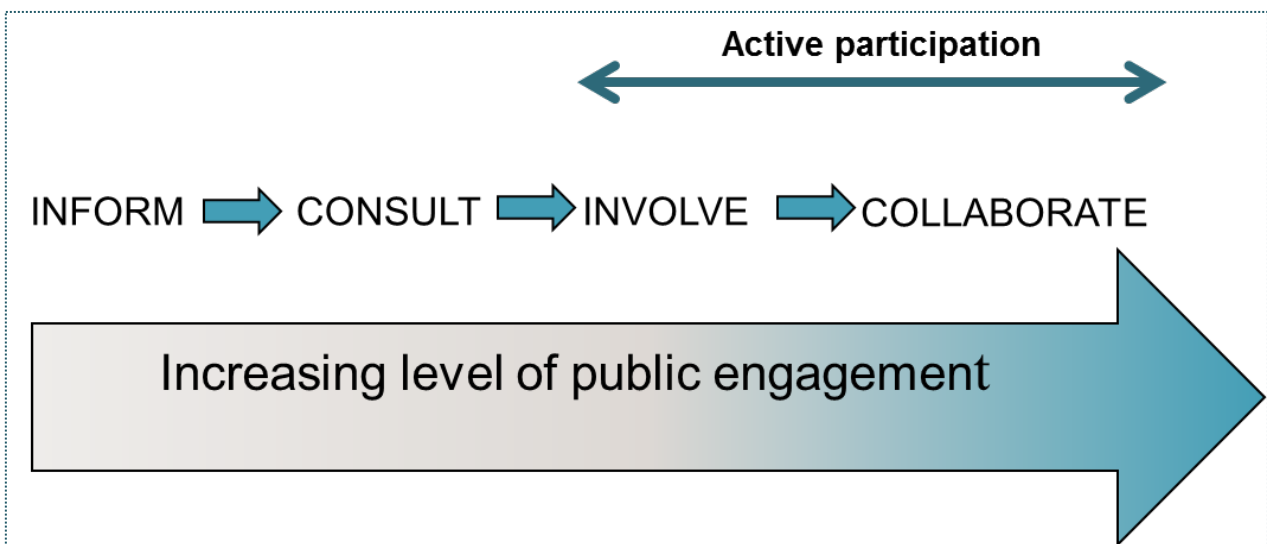 Active participation
INFORM CONSULT INVOLVE COLLABORATE
Increasing level of public engagement